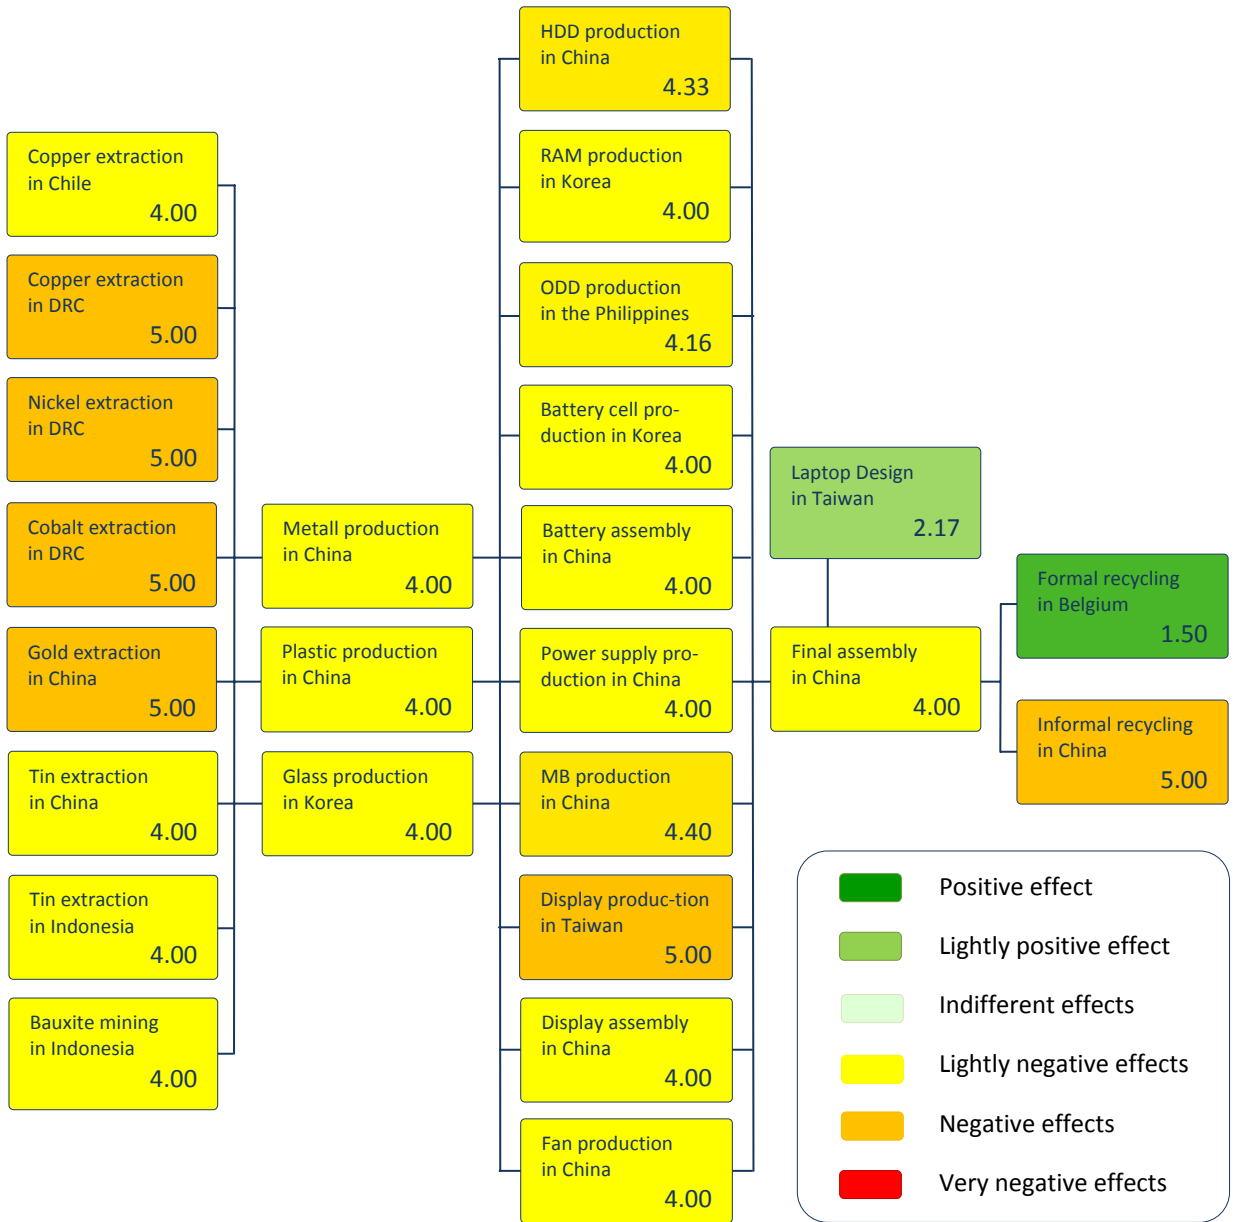 Copper extraction
in Chile
4.00
Copper extraction
in DRC
5.00
Nickel extraction
in DRC
5.00
Cobalt extraction
in DRC
5.00
Gold extraction
in China
5.00
Tin extraction
in China
4.00
Tin extraction
in Indonesia
4.00
Bauxite mining
in Indonesia
4.00
Metall production
in China
4.00
Plastic production
in China
4.00
Glass production
in Korea
4.00
HDD production
in China
4.33
RAM production
in Korea
4.00
ODD production
in the Philippines
4.16
Battery cell pro-
duction in Korea
4.00
Battery assembly
in China
4.00
Power supply pro-
duction in China
4.00
MB production
in China
4.40
Display produc-tion
in Taiwan
5.00
Display assembly
in China
4.00
Fan production
in China
4.00
Laptop Design
in Taiwan
2.17
Final assembly
in China
4.00
Formal recycling
in Belgium
1.50
Informal recycling
in China
5.00
Positive effect
Lightly positive effect
Indifferent effects
Lightly negative effects
Negative effects
Very negative effects